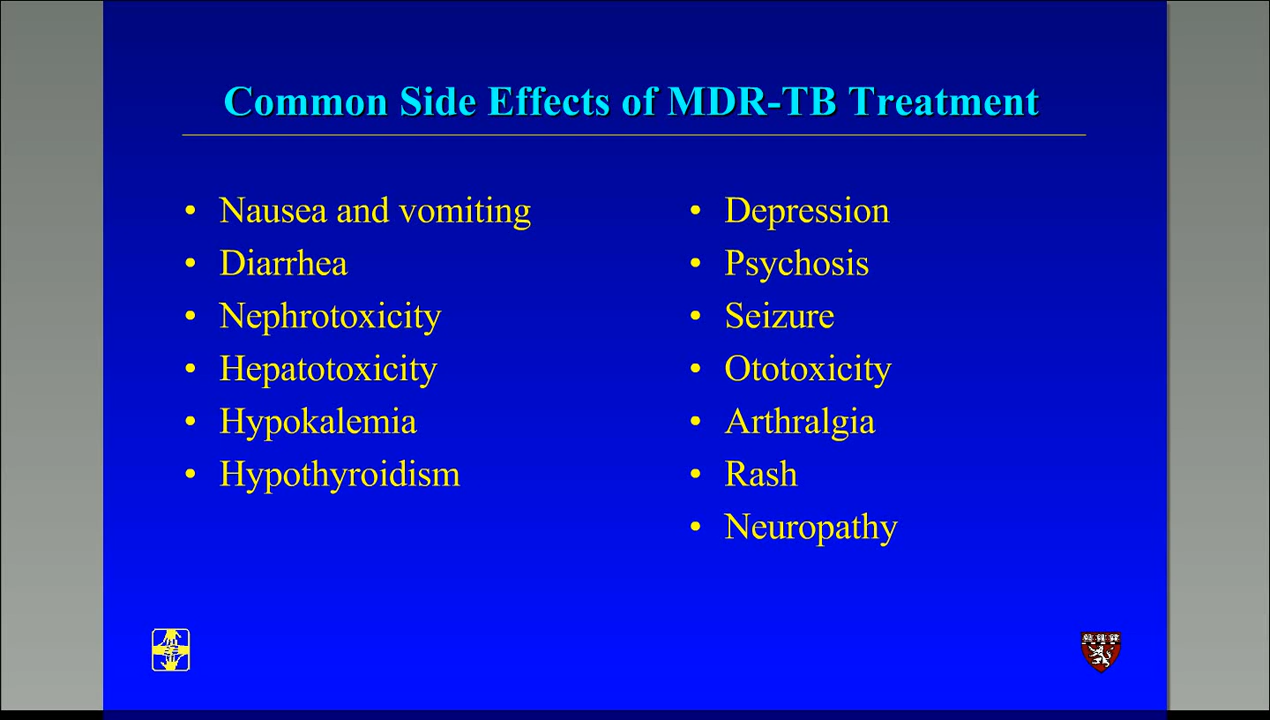 Common Side Effects of MDR-TB Treatment
• Nausea and vomiting
• Diarrhea
• Nephrotoxicity
• Hepatotoxicity
• Hypokalemia
• Hypothyroidism
• Depression
• Psychosis
• Seizure
• Ototoxicity
• Arthralgia
• Rash
• Neuropathy